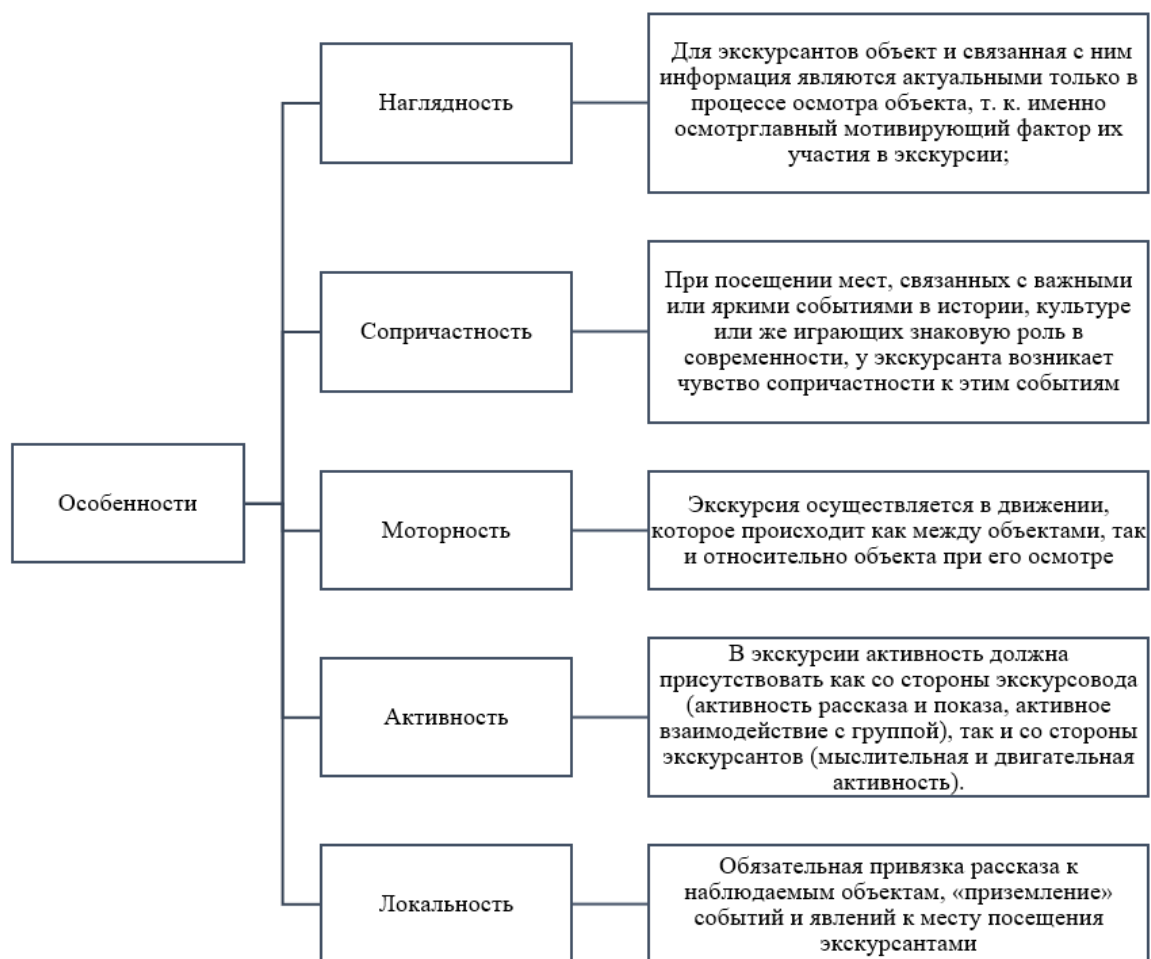 Особенности
Наглядность
Для экскурсантов объект и связанная с ним
информация являются актуальными только в
процессе осмотра объекта, т. к. именно
осмотрглавный мотивирующий фактор их
участия в экскурсии;
Сопричастность
При посещении мест, связанных с важными
или яркими событиями в истории, культуре
или же играющих знаковую роль в
современности, у экскурсанта возникает
чувство сопричастности к этим событиям
Моторность
Экскурсия осуществляется в движении,
которое происходит как между объектами, так
и относительно объекта при его осмотре
Активность
В экскурсии активность должна
присутствовать как со стороны экскурсовода
(активность рассказа и показа, активное
взаимодействие с группой), так и со стороны
экскурсантов (мыслительная и двигательная
активность).
Локальность
Обязательная привязка рассказа к
наблюдаемым объектам, «приземление»
событий и явлений к месту посещения
экскурсантами